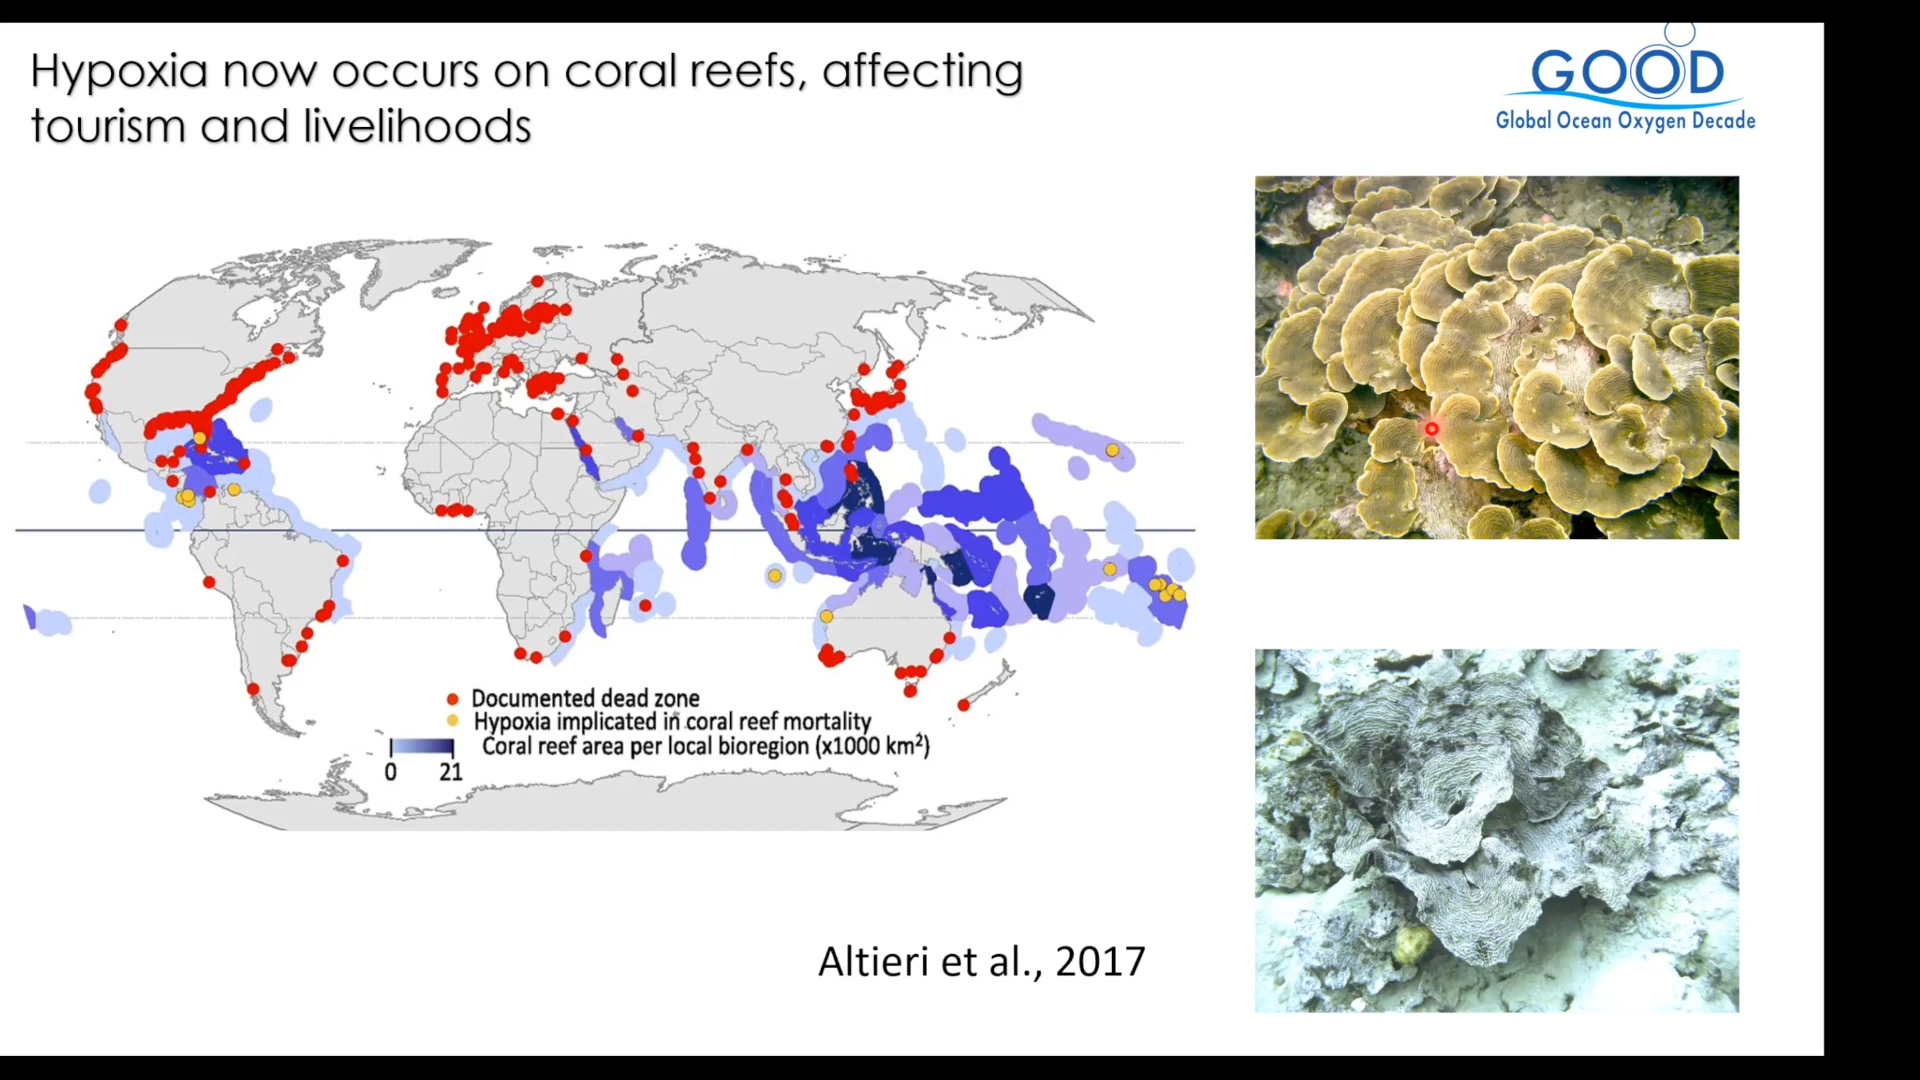 Hypoxia now occurs on coral reefs, affecting
tourism and livelihoods
GOOD
Global Ocean Oxygen Decade
Documented dead zone
Hypoxia implicated in coral reef mortality
Coral reef area per local bioregion (x1000 km²)
0 21
Altieri et al., 2017